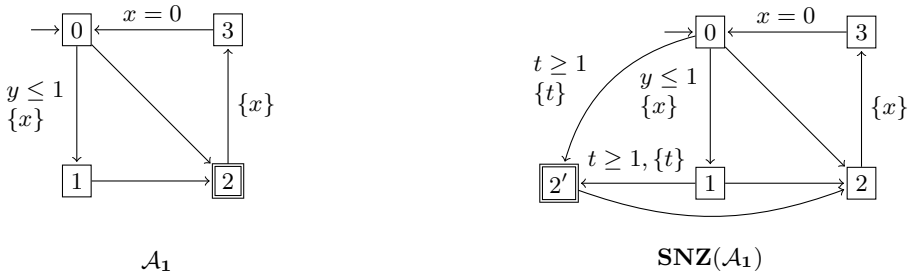 x = 0
0
3
y ≤ 1
{x}
{x}
1
2
𝒜₁
x = 0
0
3
t ≥ 1
{t}
y ≤ 1
{x}
{x}
t ≥ 1, {t}
2′
1
2
SNZ(𝒜₁)